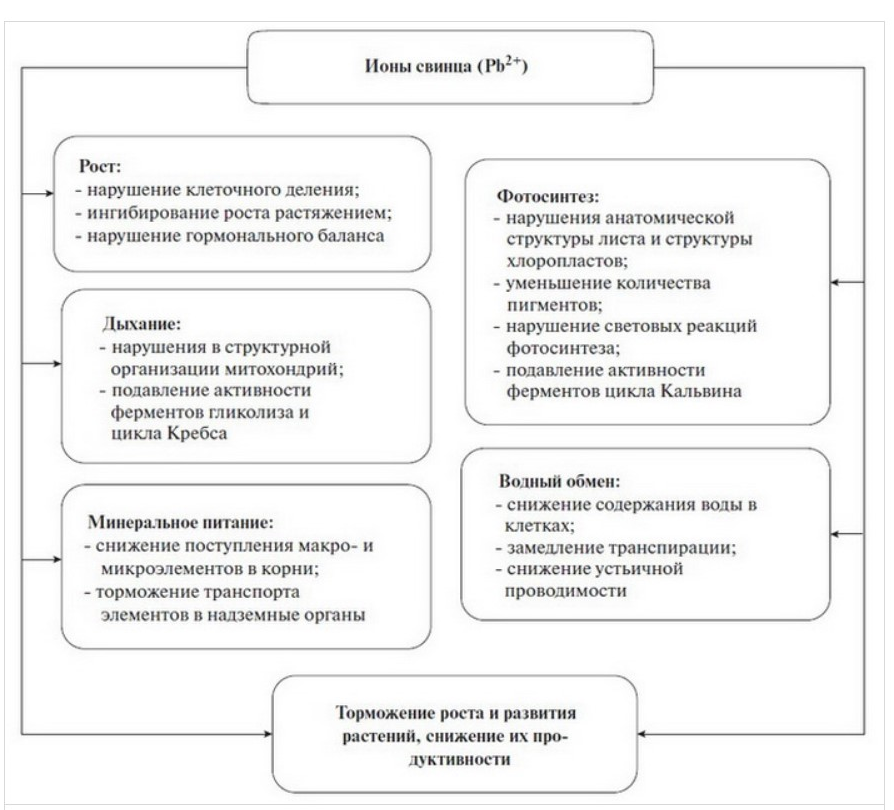 Ионы свинца (Pb²⁺)
Рост:
- нарушение клеточного деления;
- ингибирование роста растяжением;
- нарушение гормонального баланса
Дыхание:
- нарушения в структурной
организации митохондрий;
- подавление активности
ферментов гликолиза и
цикла Кребса
Минеральное питание:
- снижение поступления макро- и
микроэлементов в корни;
- торможение транспорта
элементов в надземные органы
Фотосинтез:
- нарушения анатомической
структуры листа и структуры
хлоропластов;
- уменьшение количества
пигментов;
- нарушение световых реакций
фотосинтеза;
- подавление активности
ферментов цикла Кальвина
Водный обмен:
- снижение содержания воды в
клетках;
- замедление транспирации;
- снижение устьичной
проводимости
Торможение роста и развития
растений, снижение их про-
дуктивности